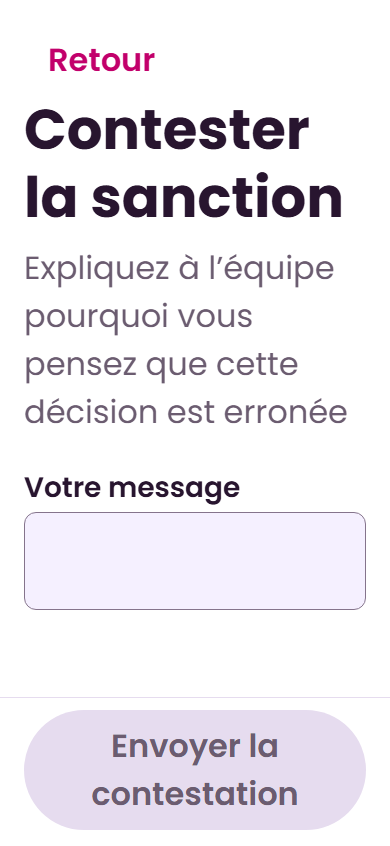 Retour
Contester
la sanction
Expliquez à l’équipe
pourquoi vous
pensez que cette
décision est erronée
Votre message
Envoyer la
contestation